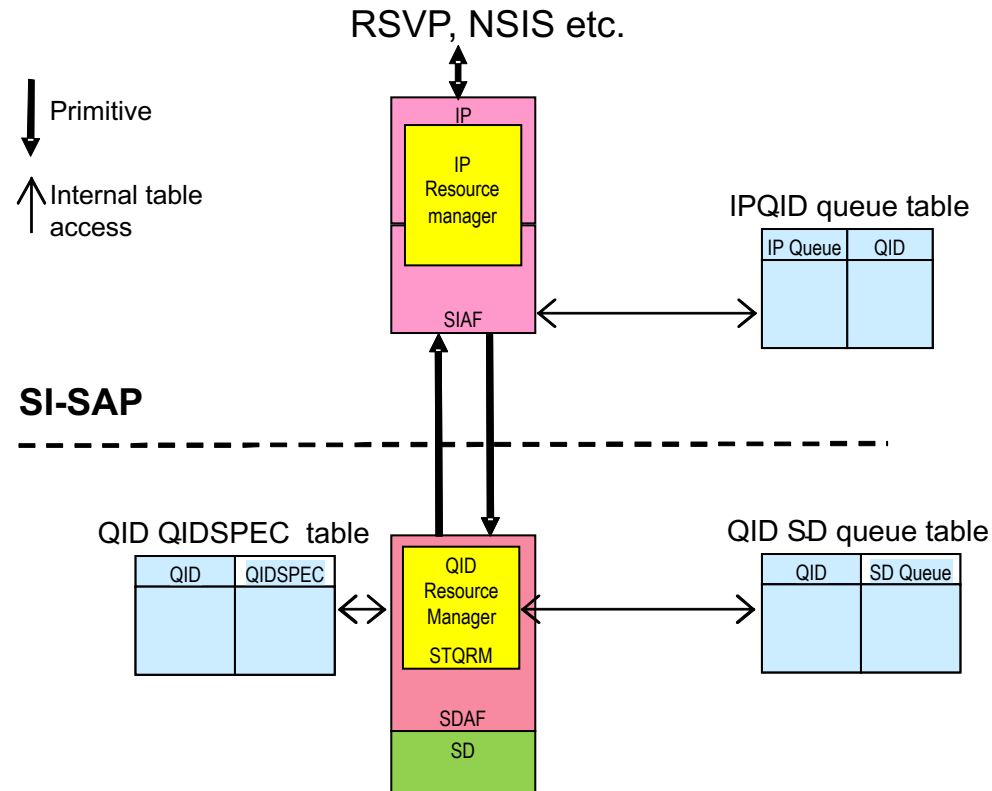 RSVP, NSIS etc.
Primitive
Internal table
access
IP
IP
Resource
manager
SIAF
IPQID queue table
IP Queue QID
SI-SAP
QID QIDSPEC table
QID QIDSPEC
QID
Resource
Manager
STQRM
SDAF
SD
QID SD queue table
QID SD Queue